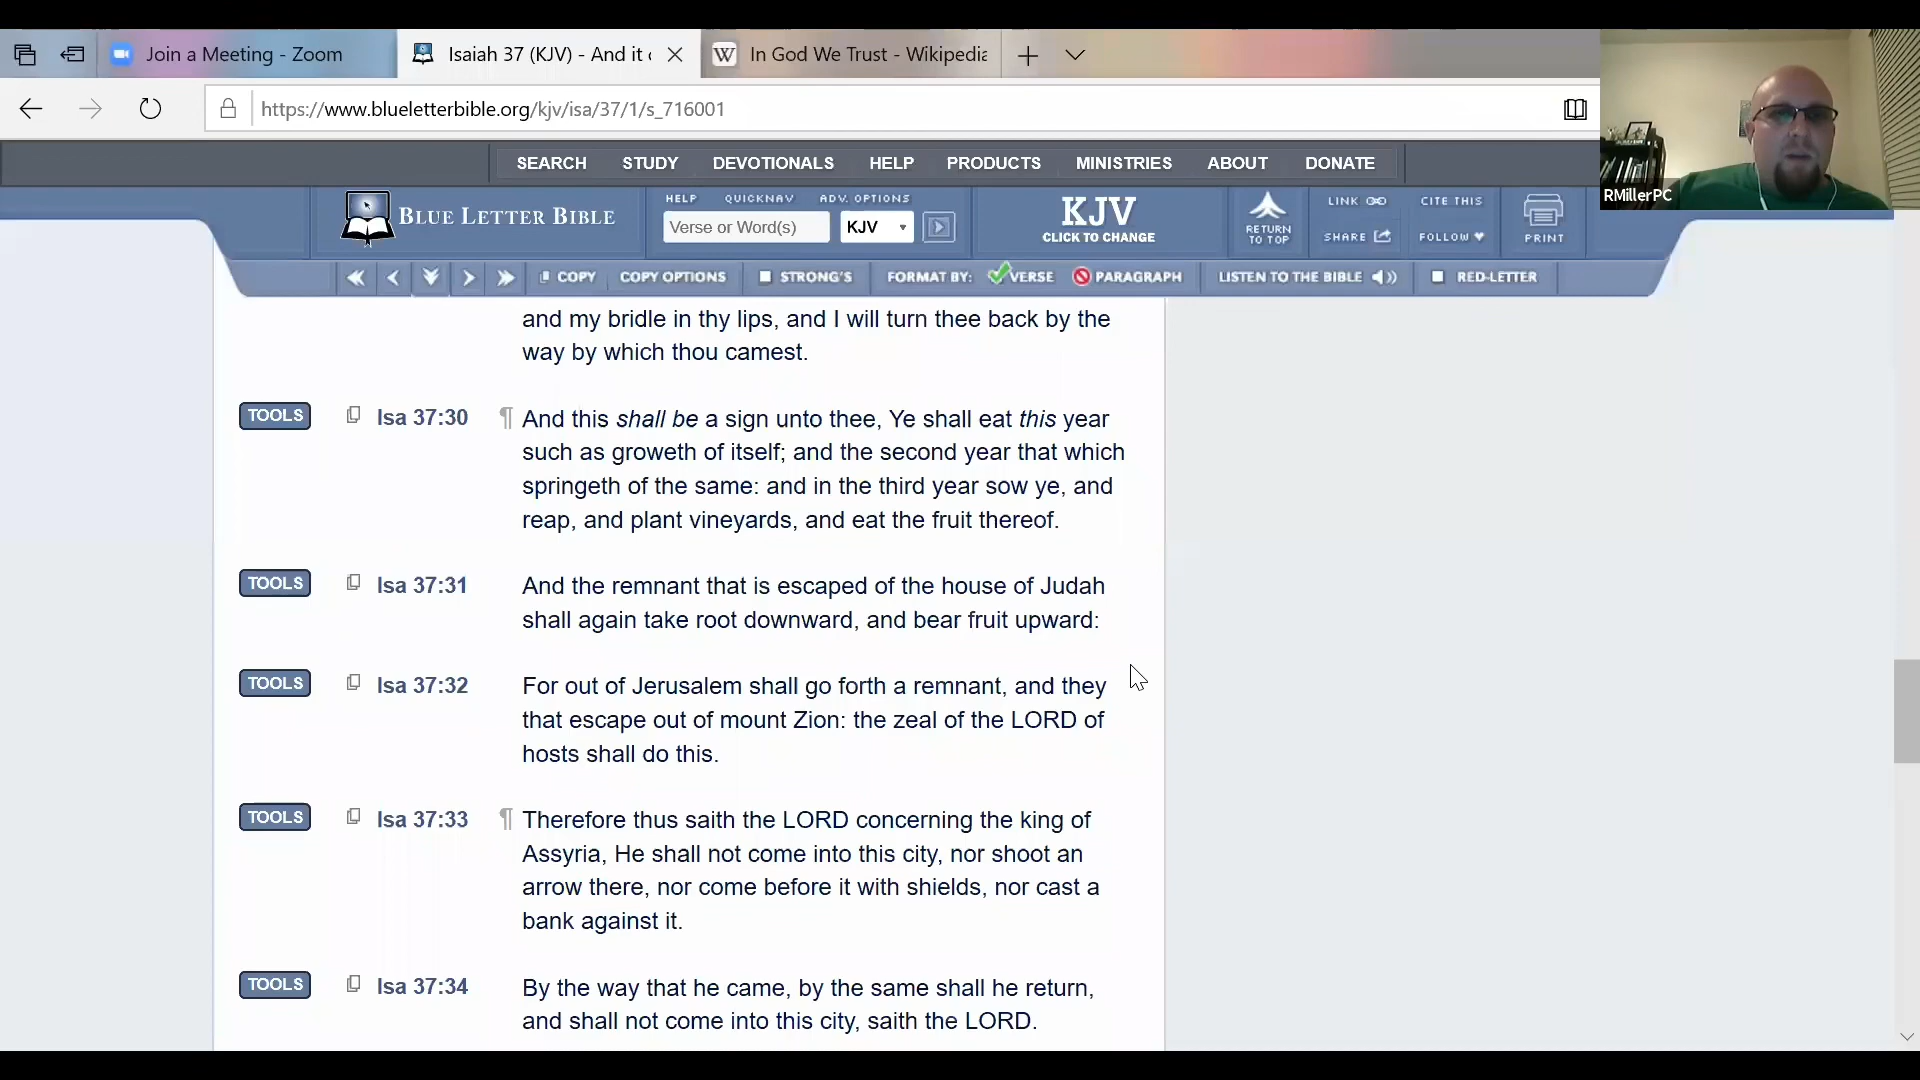 Join a Meeting - Zoom
Isaiah 37 (KJV) - And it c
In God We Trust - Wikipedia
https://www.blueletterbible.org/kjv/isa/37/1/s_716001
RMillerPC
SEARCH STUDY DEVOTIONALS HELP PRODUCTS MINISTRIES ABOUT DONATE
BLUE LETTER BIBLE
HELP QUICKNAV ADV. OPTIONS
Verse or Word(s) KJV
KJV
CLICK TO CHANGE
RETURN
TO TOP
LINK CITE THIS
SHARE FOLLOW
PRINT
COPY COPY OPTIONS STRONG'S FORMAT BY: VERSE PARAGRAPH LISTEN TO THE BIBLE RED-LETTER
and my bridle in thy lips, and I will turn thee back by the
way by which thou camest.
TOOLS Isa 37:30 ¶ And this shall be a sign unto thee, Ye shall eat this year
such as groweth of itself; and the second year that which
springeth of the same: and in the third year sow ye, and
reap, and plant vineyards, and eat the fruit thereof.
TOOLS Isa 37:31 And the remnant that is escaped of the house of Judah
shall again take root downward, and bear fruit upward:
TOOLS Isa 37:32 For out of Jerusalem shall go forth a remnant, and they
that escape out of mount Zion: the zeal of the LORD of
hosts shall do this.
TOOLS Isa 37:33 ¶ Therefore thus saith the LORD concerning the king of
Assyria, He shall not come into this city, nor shoot an
arrow there, nor come before it with shields, nor cast a
bank against it.
TOOLS Isa 37:34 By the way that he came, by the same shall he return,
and shall not come into this city, saith the LORD.